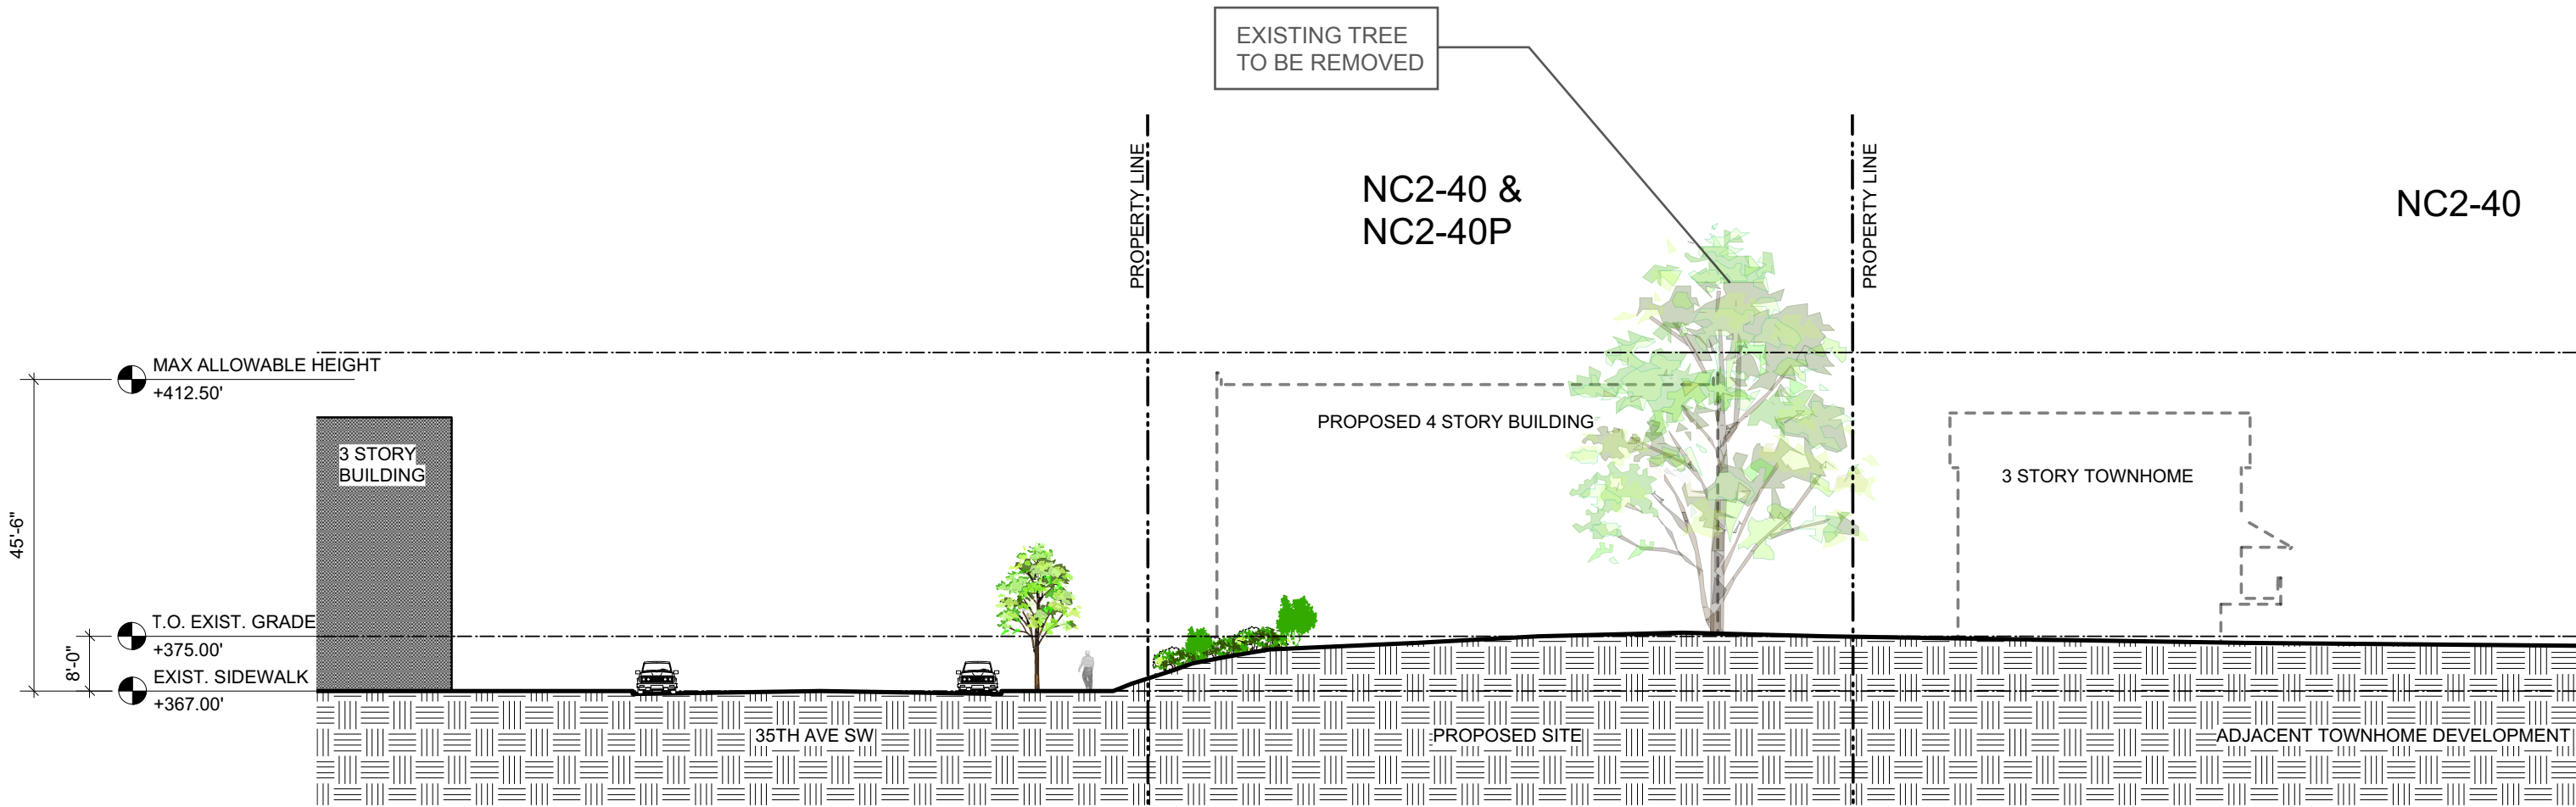 EXISTING TREE
TO BE REMOVED
PROPERTY LINE
NC2-40 &
NC2-40P
PROPERTY LINE
NC2-40
MAX ALLOWABLE HEIGHT
+412.50'
3 STORY
BUILDING
PROPOSED 4 STORY BUILDING
3 STORY TOWNHOME
45'-6"
8'-0"
T.O. EXIST. GRADE
+375.00'
EXIST. SIDEWALK
+367.00'
35TH AVE SW
PROPOSED SITE
ADJACENT TOWNHOME DEVELOPMENT